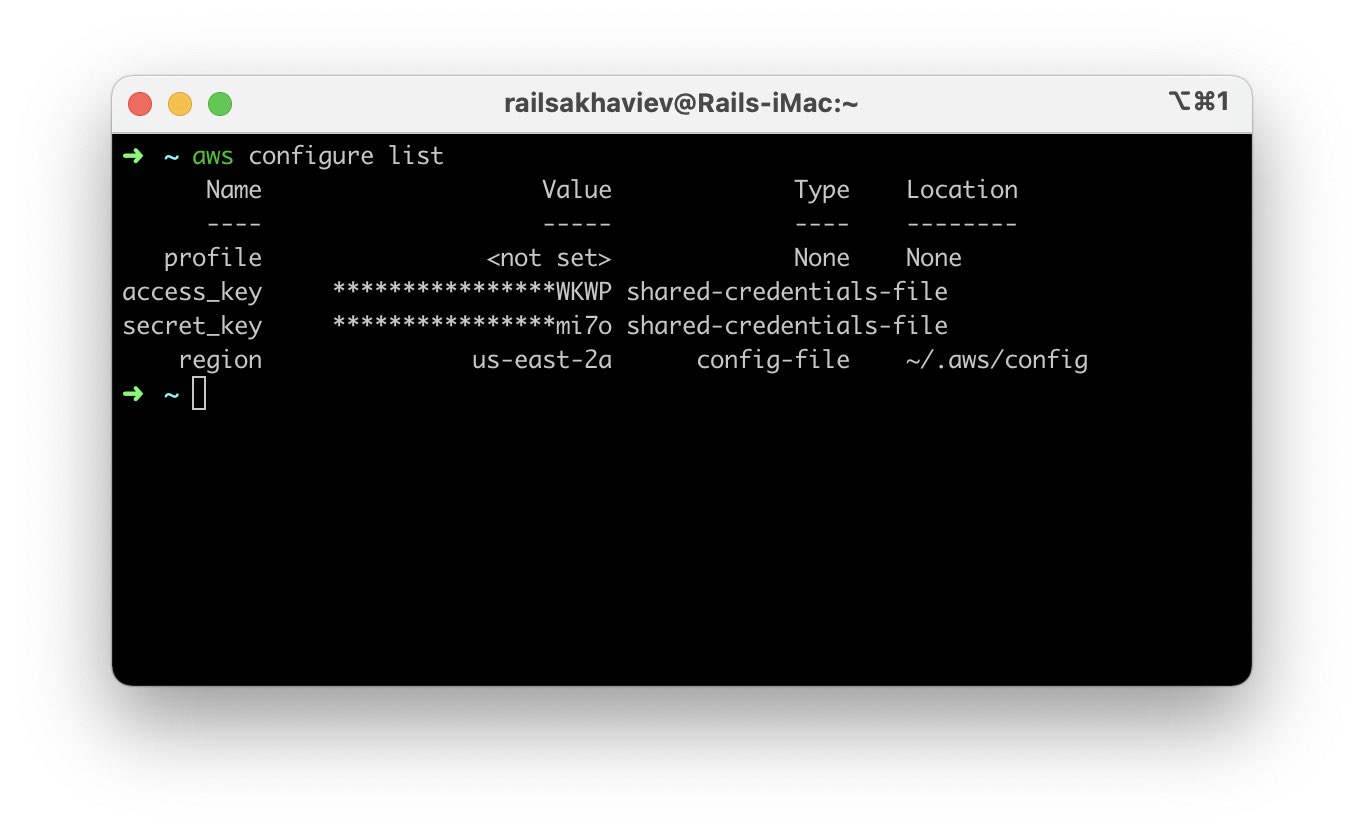 railsakhaviev@Rails-iMac:~ ⌥⌘1
➜ ~ aws configure list
Name Value Type Location
---- ----- ---- --------
profile <not set> None None
access_key ****************WKWP shared-credentials-file
secret_key ****************mi7o shared-credentials-file
region us-east-2a config-file ~/.aws/config
➜ ~